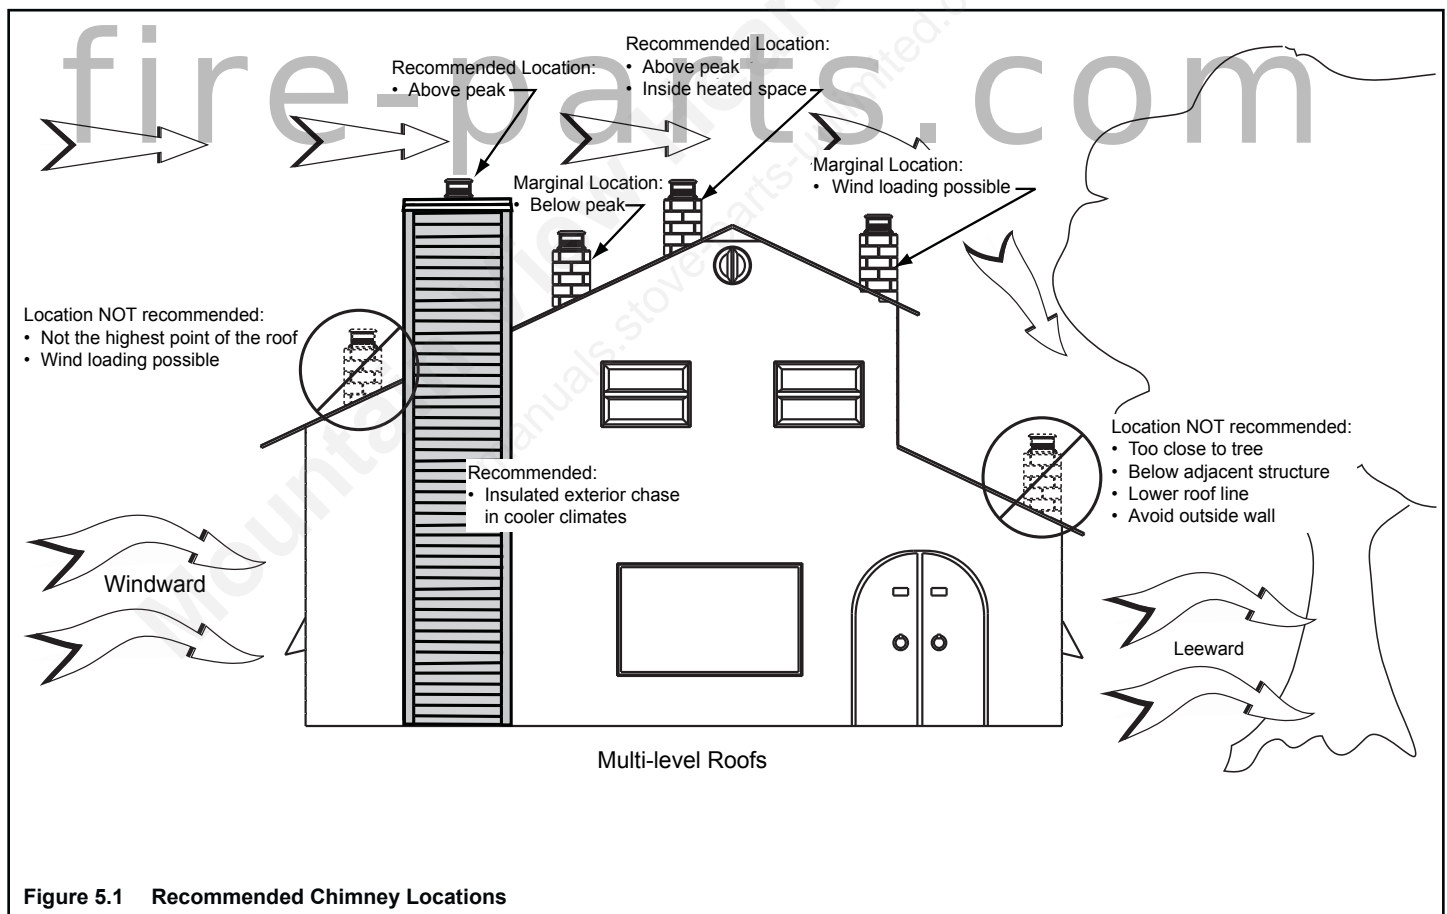 fire-parts.com
Recommended Location:
• Above peak
Recommended Location:
• Above peak
• Inside heated space
Marginal Location:
• Below peak
Marginal Location:
• Wind loading possible
Location NOT recommended:
• Not the highest point of the roof
• Wind loading possible
Recommended:
• Insulated exterior chase
in cooler climates
Location NOT recommended:
• Too close to tree
• Below adjacent structure
• Lower roof line
• Avoid outside wall
Windward
Leeward
Multi-level Roofs
Figure 5.1 Recommended Chimney Locations
Mountain View